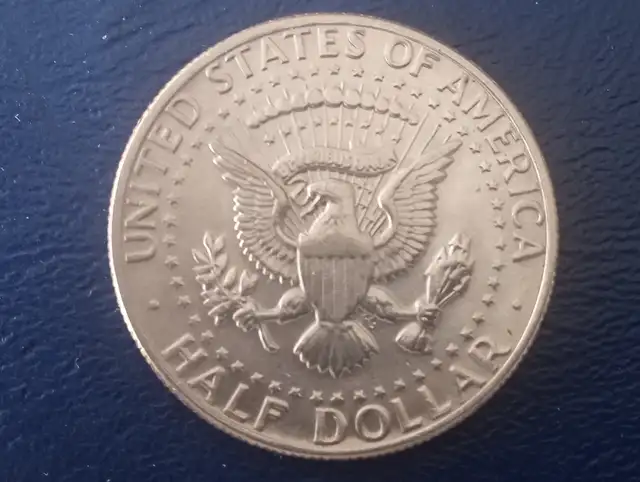 UNITED STATES OF AMERICA
HALF DOLLAR